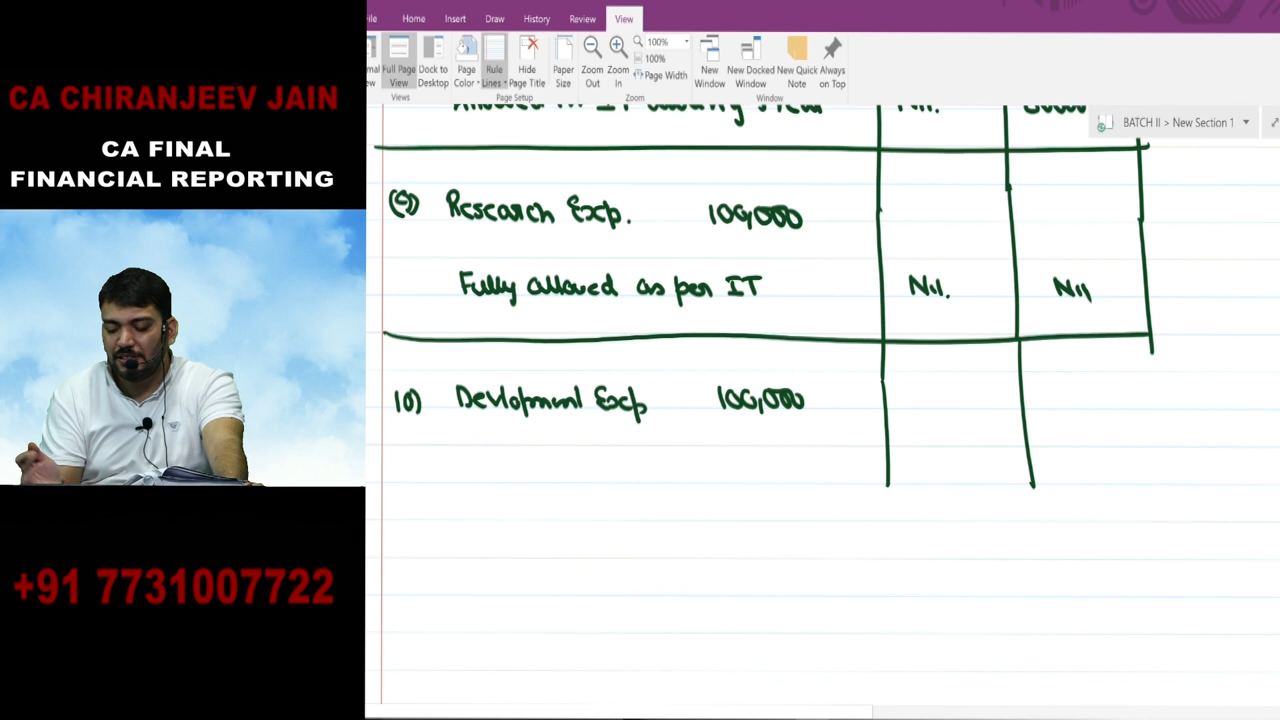 CA CHIRANJEEV JAIN
CA FINAL
FINANCIAL REPORTING
+91 7731007722
File Home Insert Draw History Review View
Full Page View
Dock to Desktop
Views
Page Color
Rule Lines
Hide Page Title
Page Setup
Paper Size
Zoom Out
Zoom In
100%
100%
Page Width
Zoom
New Window
New Docked Window
New Quick Note
Always on Top
Window
BATCH II > New Section 1
Nil.
(9) Research Exp. 100,000
Fully allowed as per IT Nil. Nil
10) Devlopment Exp 100,000